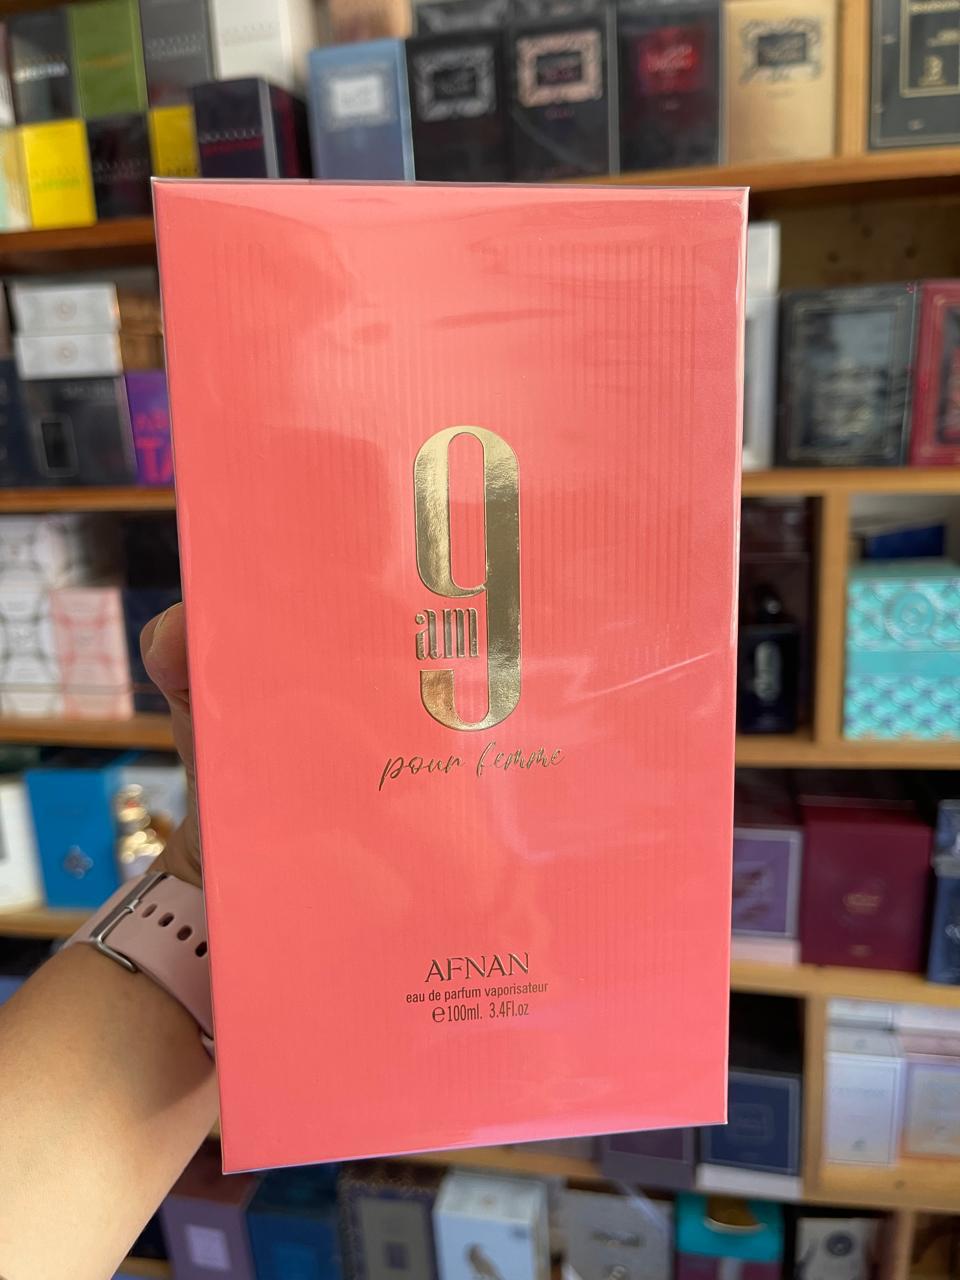 9
am
pour femme
AFNAN
eau de parfum vaporisateur
℮100ml. 3.4Fl.oz